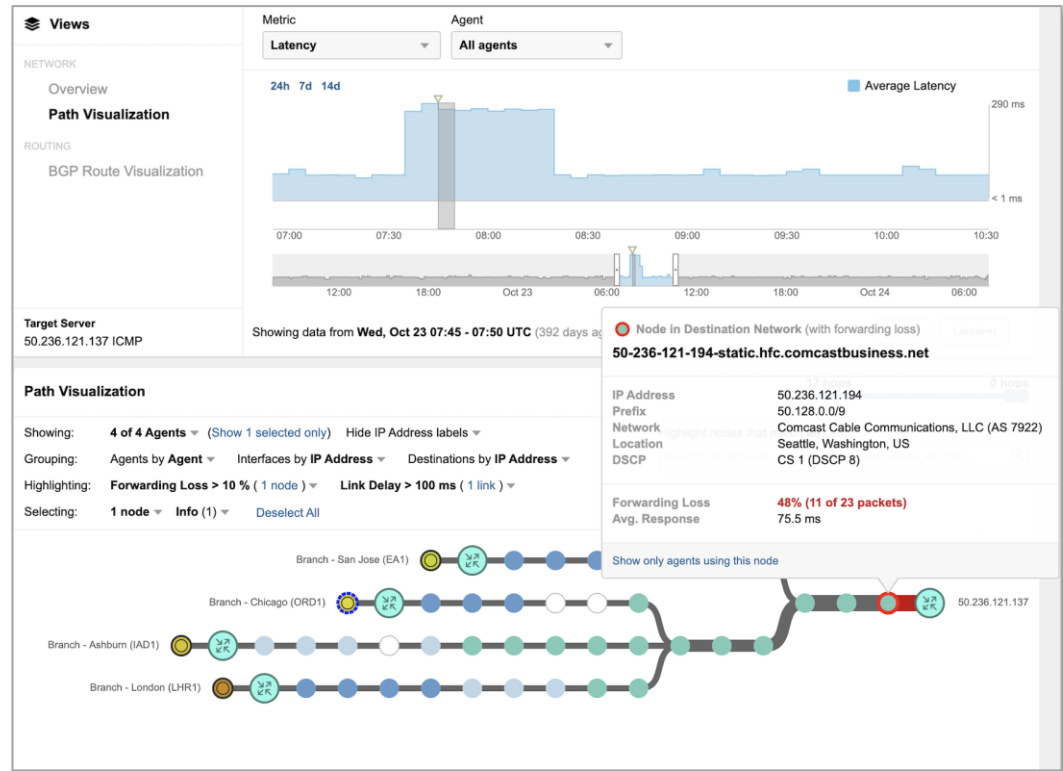 Views
NETWORK
Overview
Path Visualization
ROUTING
BGP Route Visualization
Target Server
50.236.121.137 ICMP
Metric
Agent
Latency
All agents
24h 7d 14d
Average Latency
290 ms
< 1 ms
07:00 07:30 08:00 08:30 09:00 09:30 10:00 10:30
12:00 18:00 Oct 23 06:00 12:00 18:00 Oct 24 06:00
Showing data from Wed, Oct 23 07:45 - 07:50 UTC (392 days ag
Latest
Node in Destination Network (with forwarding loss)
50-236-121-194-static.hfc.comcastbusiness.net
17 hops 0 hops
IP Address 50.236.121.194
Prefix 50.128.0.0/9
Network Comcast Cable Communications, LLC (AS 7922)
Highlight nodes that
Location Seattle, Washington, US
DSCP CS 1 (DSCP 8)
Forwarding Loss 48% (11 of 23 packets)
Avg. Response 75.5 ms
Show only agents using this node
Path Visualization
Showing: 4 of 4 Agents (Show 1 selected only) Hide IP Address labels
Grouping: Agents by Agent Interfaces by IP Address Destinations by IP Address
Highlighting: Forwarding Loss > 10 % ( 1 node ) Link Delay > 100 ms ( 1 link )
Selecting: 1 node Info (1) Deselect All
Branch - San Jose (EA1)
Branch - Chicago (ORD1)
50.236.121.137
Branch - Ashburn (IAD1)
Branch - London (LHR1)